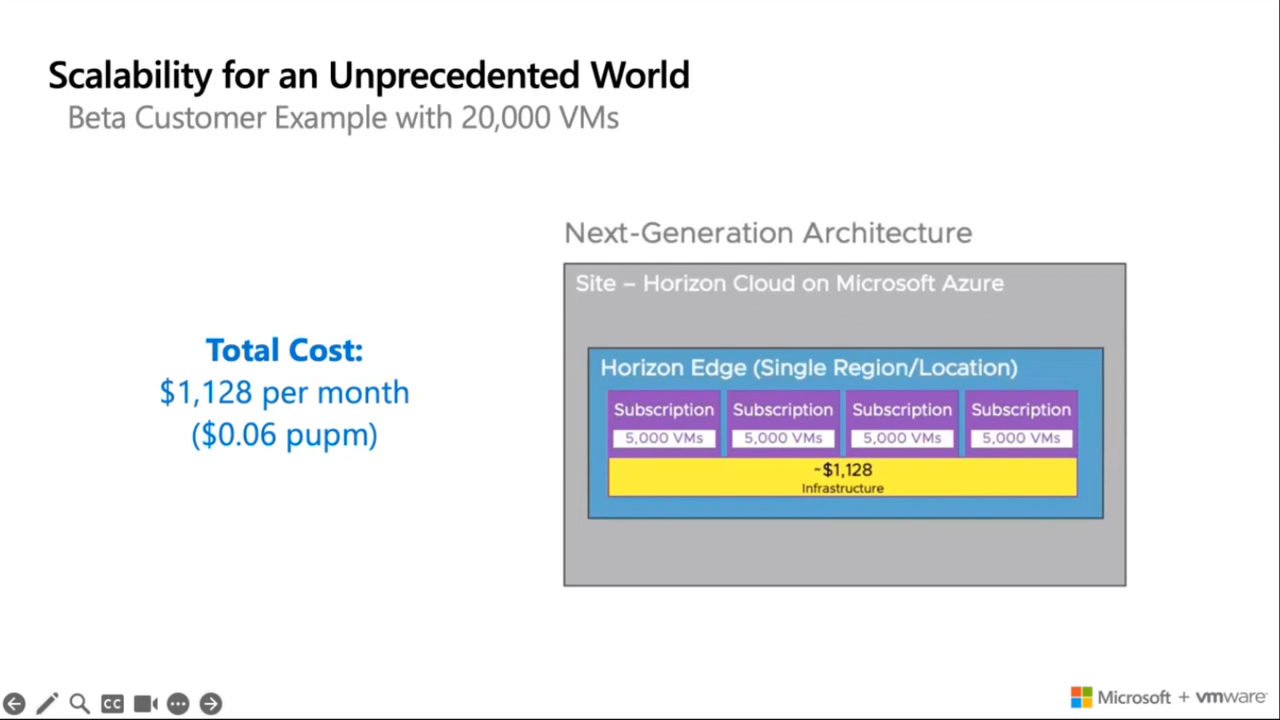 Scalability for an Unprecedented World
Beta Customer Example with 20,000 VMs
Total Cost:
$1,128 per month
($0.06 pupm)
Next-Generation Architecture
Site – Horizon Cloud on Microsoft Azure
Horizon Edge (Single Region/Location)
Subscription Subscription Subscription Subscription
5,000 VMs 5,000 VMs 5,000 VMs 5,000 VMs
~$1,128
Infrastructure
CC
Microsoft + vmware